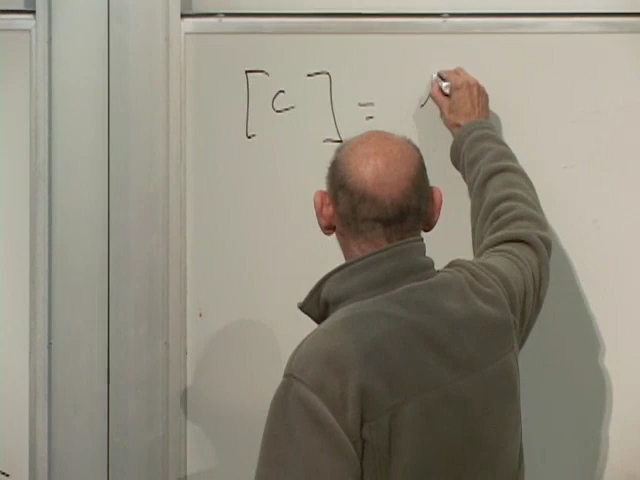 [c] =